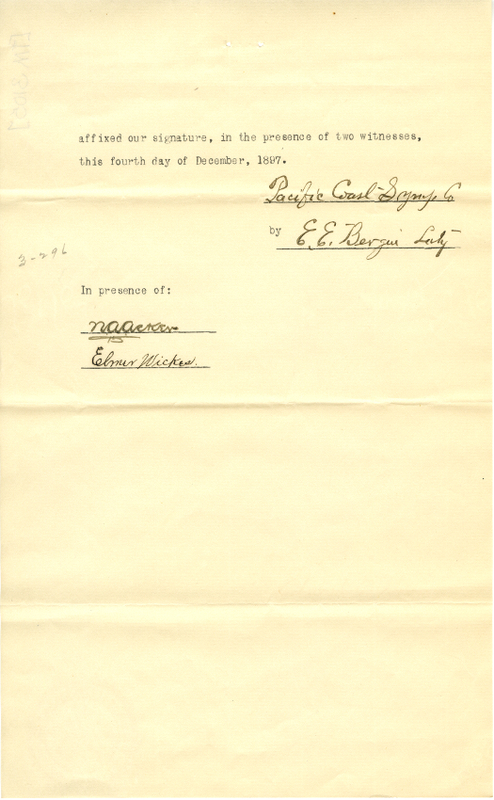 affixed our signature, in the presence of two witnesses,
this fourth day of December, 1897.
Pacific Coast Syrup Co
by E. E. Bergin
3-296
In presence of:
N A Acker
Elmer Wickes.